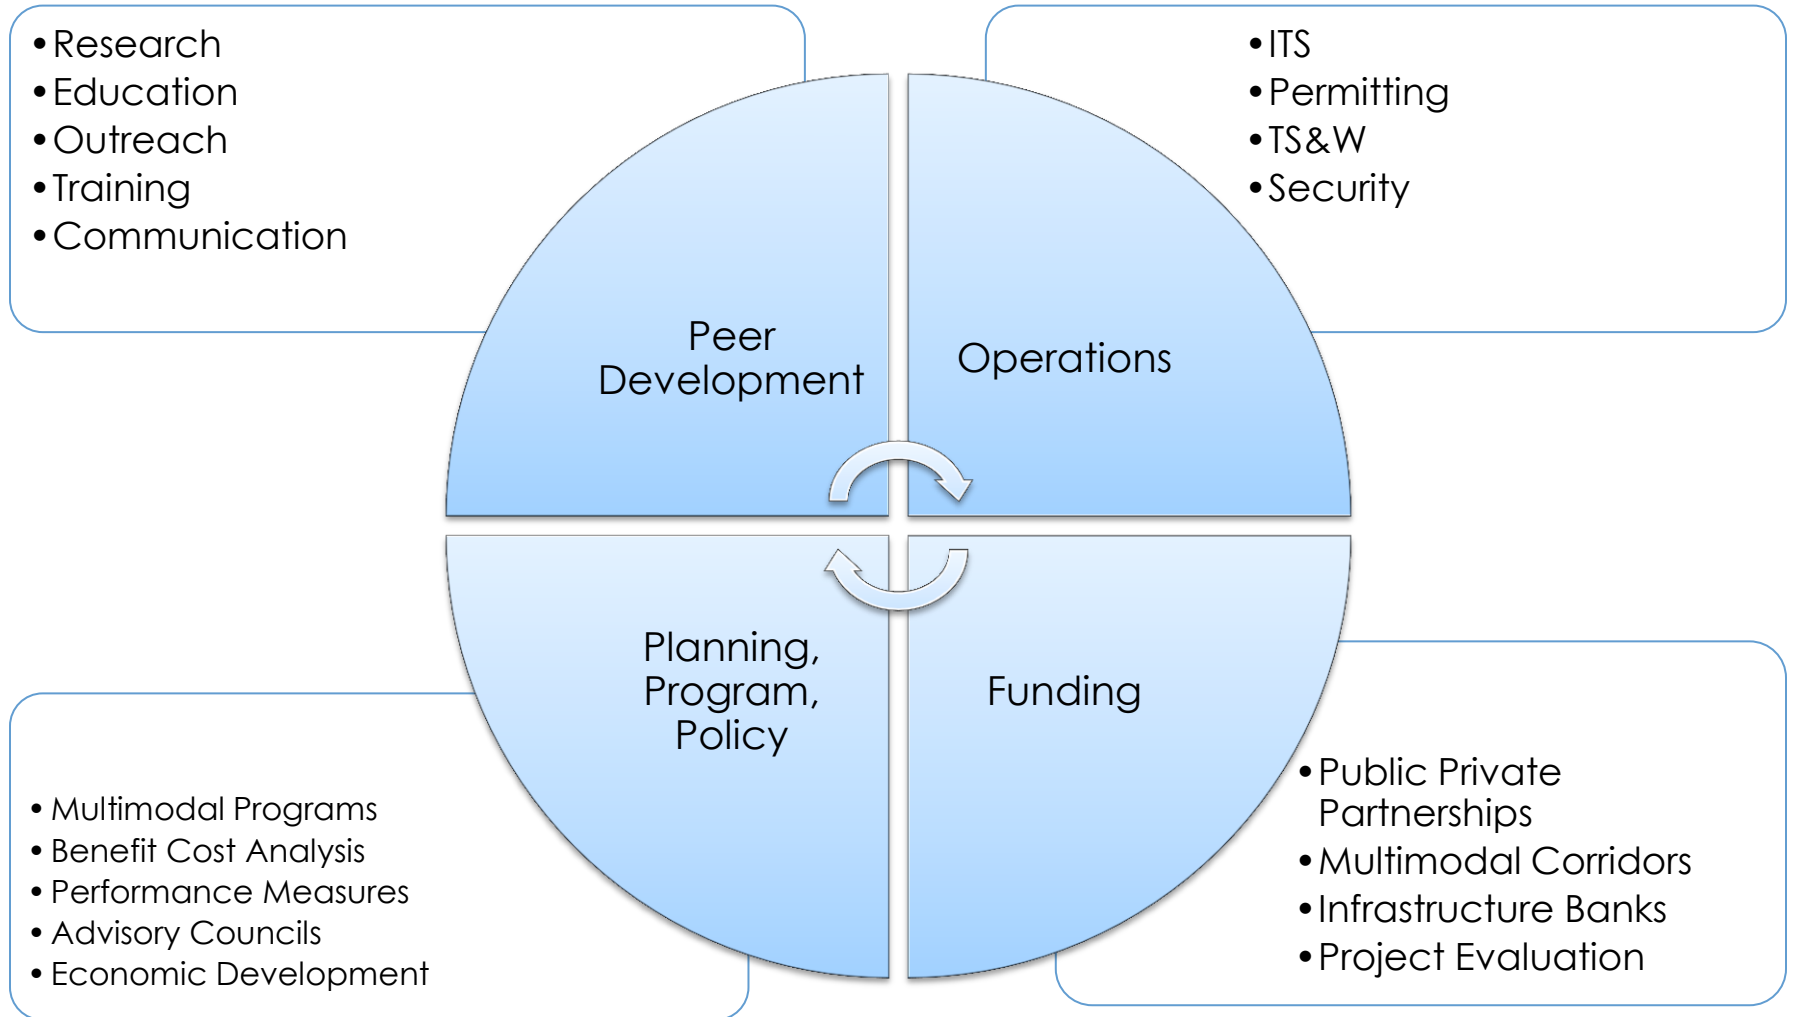 •Research
•Education
•Outreach
•Training
•Communication
•ITS
•Permitting
•TS&W
•Security
Peer
Development
Operations
Planning,
Program,
Policy
Funding
•Multimodal Programs
•Benefit Cost Analysis
•Performance Measures
•Advisory Councils
•Economic Development
•Public Private
Partnerships
•Multimodal Corridors
•Infrastructure Banks
•Project Evaluation